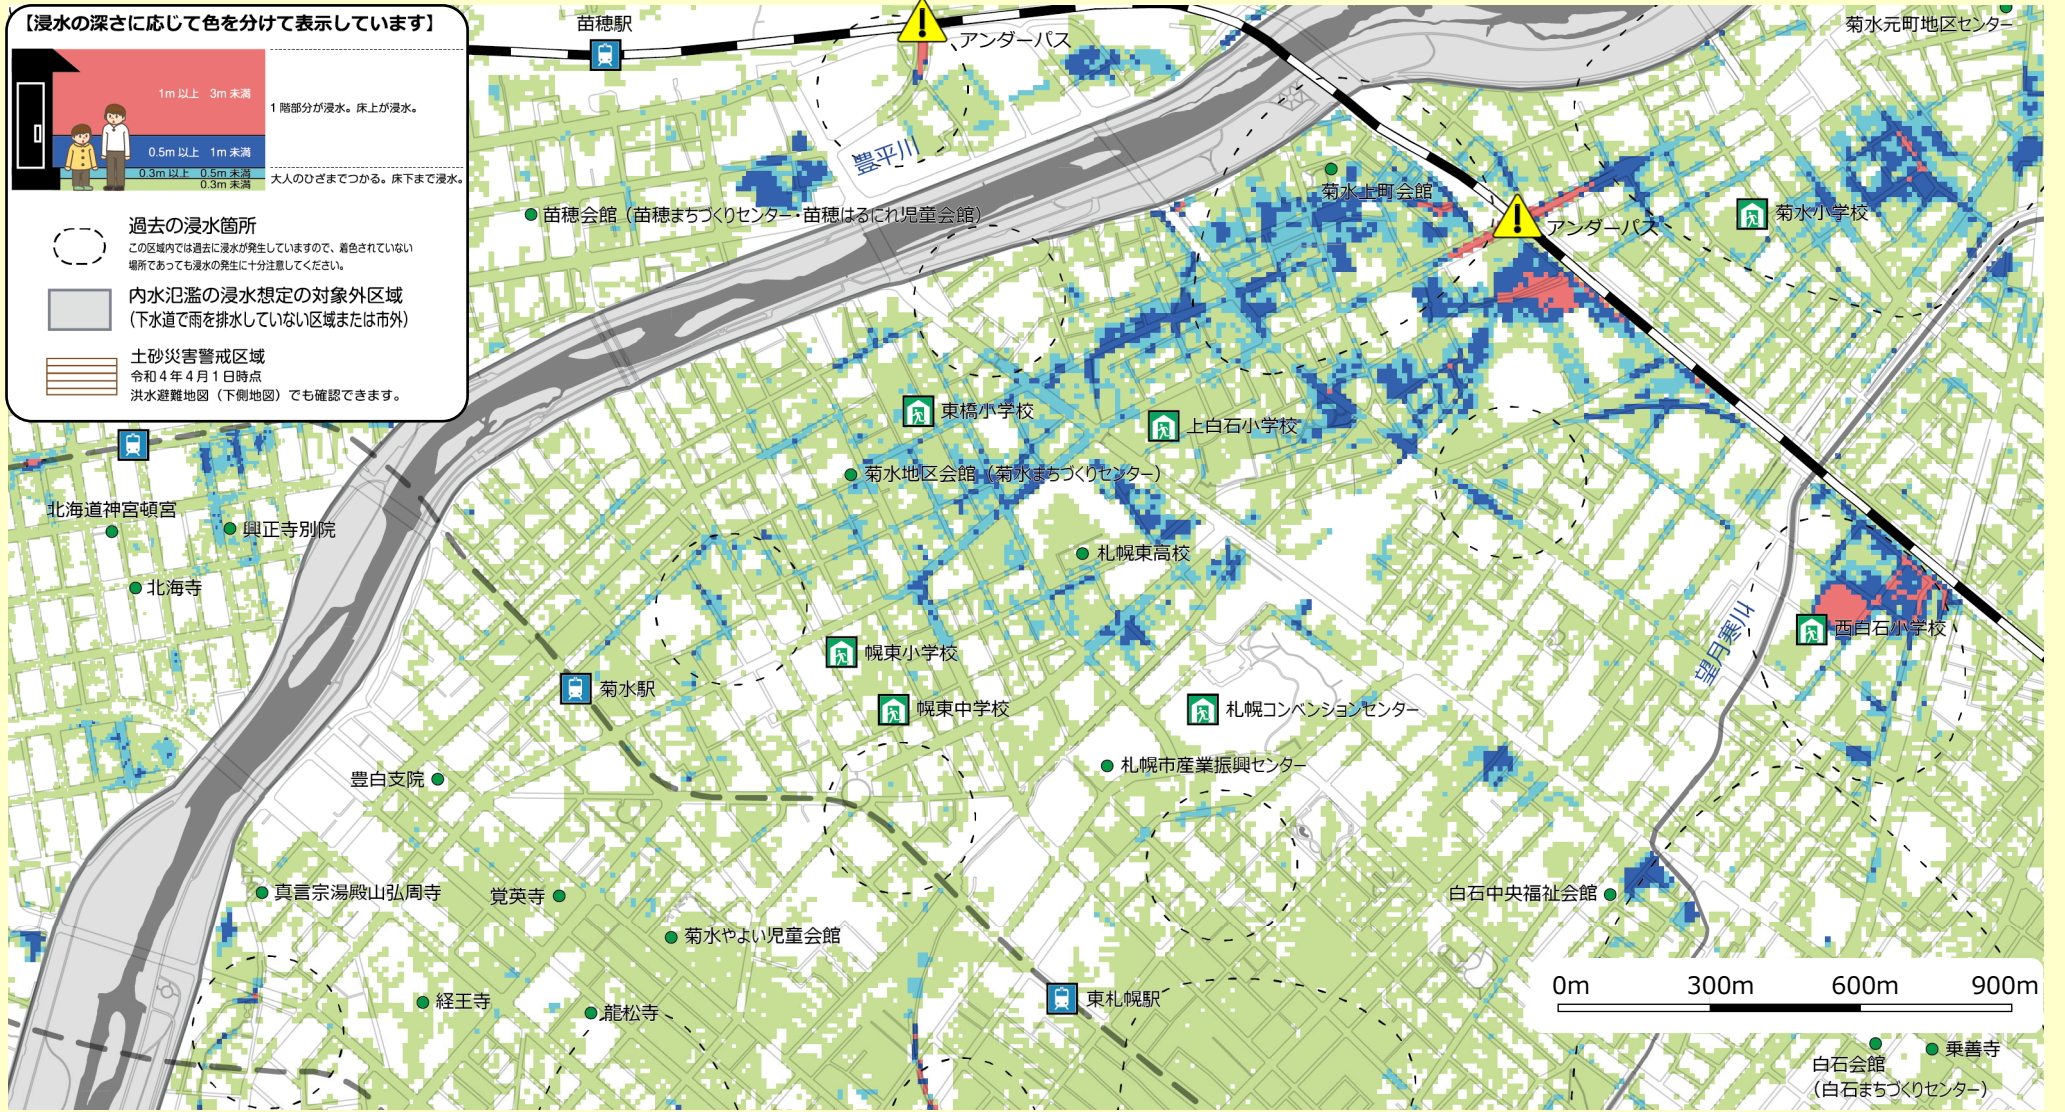 【浸水の深さに応じて色を分けて表示しています】
1m 以上　3m 未満
1 階部分が浸水。床上が浸水。
0.5m 以上　1m 未満
0.3m 以上　0.5m 未満
0.3m 未満
大人のひざまでつかる。床下まで浸水。
過去の浸水箇所
この区域内では過去に浸水が発生していますので、着色されていない
場所であっても浸水の発生に十分注意してください。
内水氾濫の浸水想定の対象外区域
（下水道で雨を排水していない区域または市外）
土砂災害警戒区域
令和４年４月１日時点
洪水避難地図（下側地図）でも確認できます。
苗穂駅
アンダーパス
菊水元町地区センター
豊平川
菊水上町会館
苗穂会館（苗穂まちづくりセンター・苗穂はるにれ児童会館）
アンダーパス
菊水小学校
東橋小学校
上白石小学校
菊水地区会館（菊水まちづくりセンター）
北海道神宮頓宮
興正寺別院
札幌東高校
北海寺
望月寒川
西白石小学校
幌東小学校
菊水駅
幌東中学校
札幌コンベンションセンター
豊白支院
札幌市産業振興センター
真言宗湯殿山弘周寺
覚英寺
白石中央福祉会館
菊水やよい児童会館
経王寺
龍松寺
東札幌駅
0m
300m
600m
900m
白石会館
（白石まちづくりセンター）
乗善寺